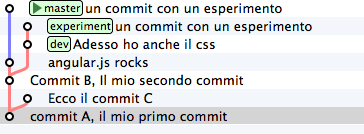 master un commit con un esperimento
experiment un commit con un esperimento
dev Adesso ho anche il css
angular.js rocks
Commit B, Il mio secondo commit
Ecco il commit C
commit A, il mio primo commit